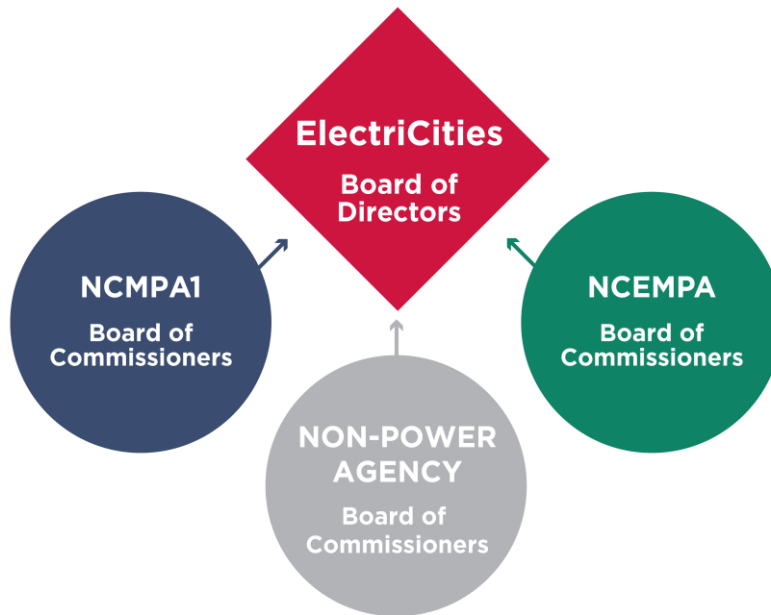 ElectriCities
Board of
Directors
NCMPA1
Board of
Commissioners
NCEMPA
Board of
Commissioners
NON-POWER
AGENCY
Board of
Commissioners